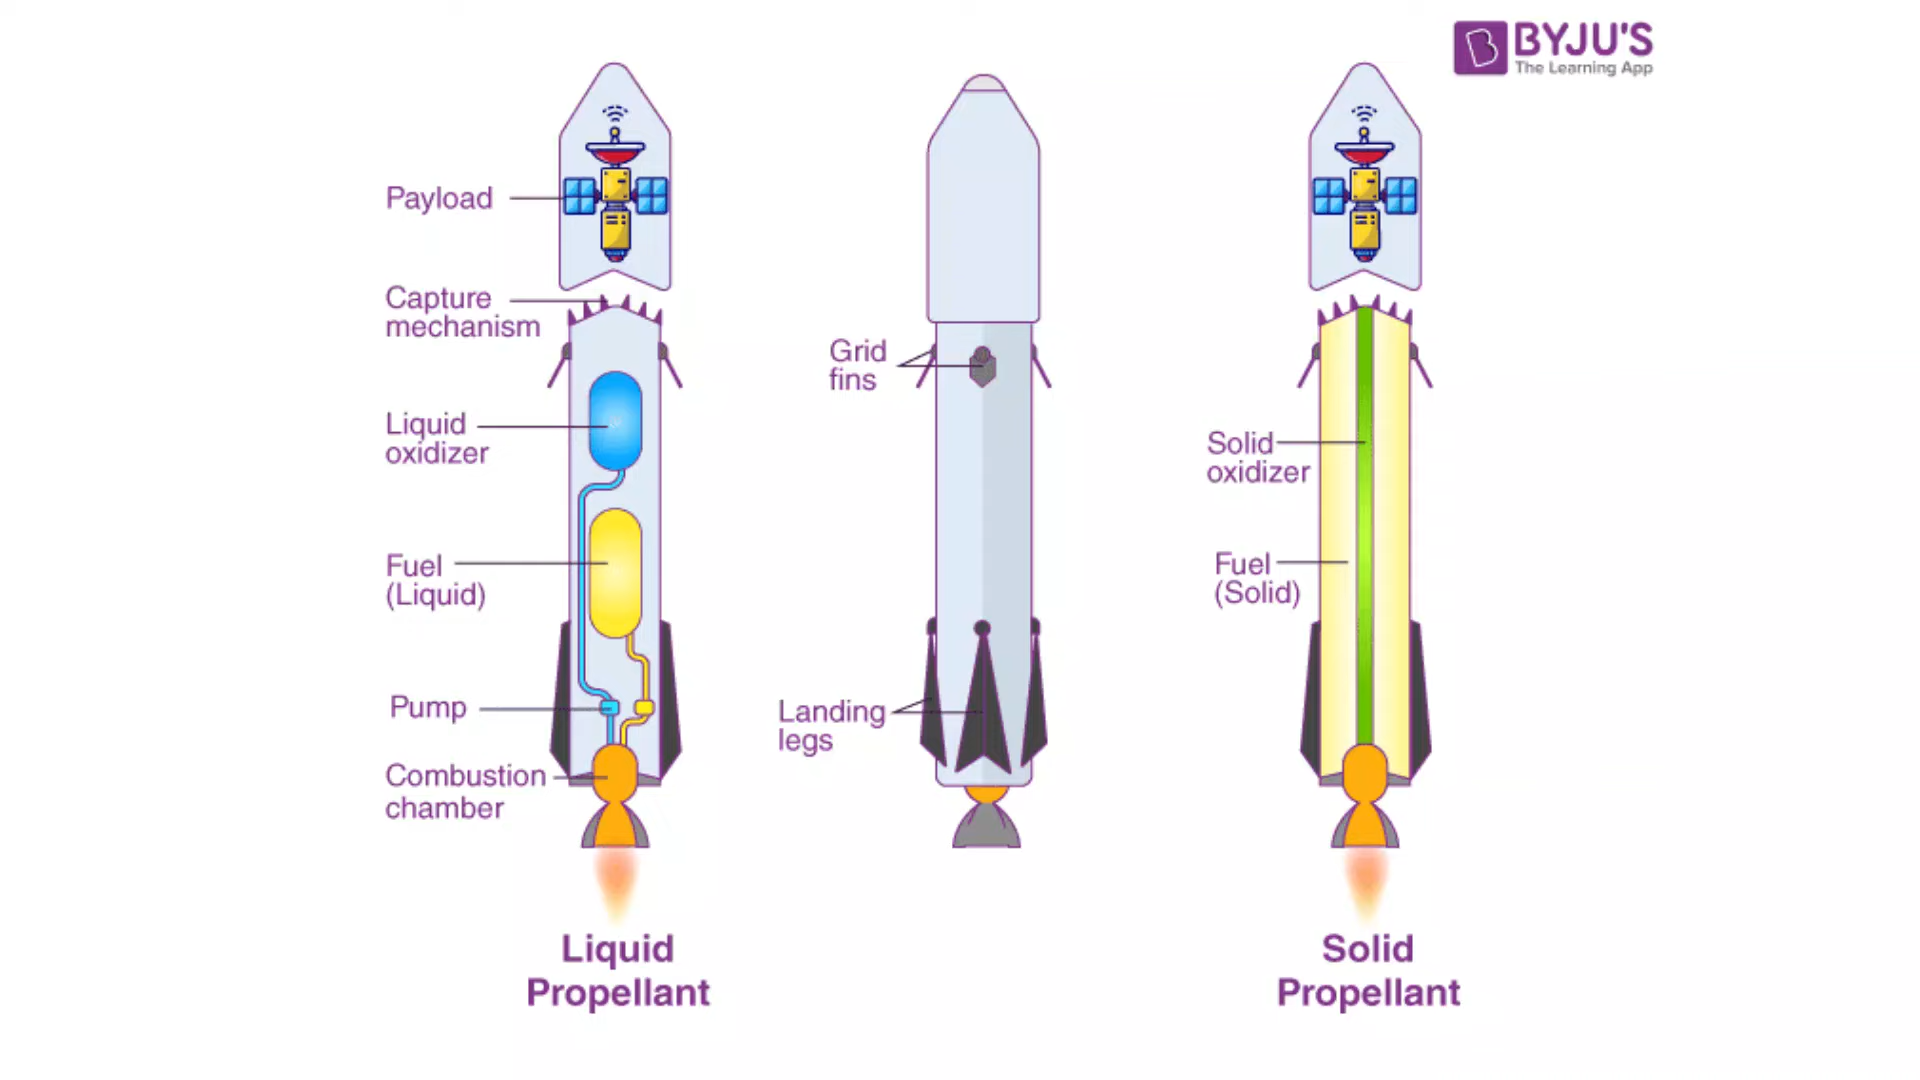 BYJU'S
The Learning App
Payload
Capture
mechanism
Liquid
oxidizer
Fuel
(Liquid)
Pump
Combustion
chamber
Liquid
Propellant
Grid
fins
Landing
legs
Solid
oxidizer
Fuel
(Solid)
Solid
Propellant